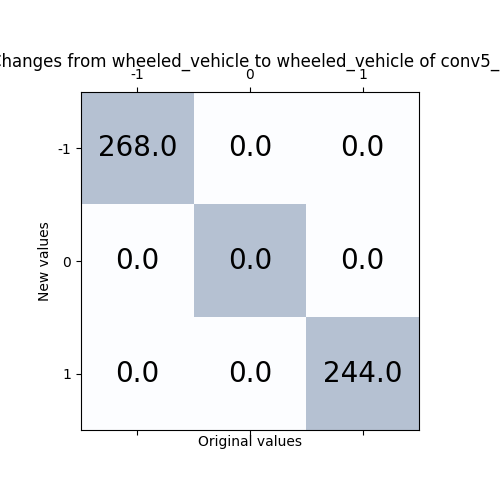 Changes from wheeled_vehicle to wheeled_vehicle of conv5_
-1 0 1
-1 268.0 0.0 0.0
0 0.0 0.0 0.0
1 0.0 0.0 244.0
New values
Original values